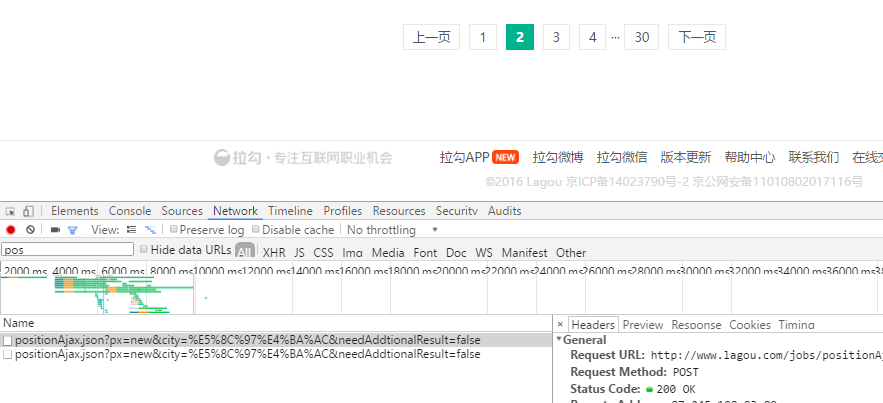 上一页 1 2 3 4 ··· 30 下一页
拉勾 · 专注互联网职业机会 拉勾APP NEW 拉勾微博 拉勾微信 版本更新 帮助中心 联系我们 在线交
©2016 Lagou 京ICP备14023790号-2 京公网安备11010802017116号
Elements Console Sources Network Timeline Profiles Resources Security Audits
View: Preserve log Disable cache No throttling
pos Hide data URLs All XHR JS CSS Img Media Font Doc WS Manifest Other
2000 ms 4000 ms 6000 ms 8000 ms 10000 ms 12000 ms 14000 ms 16000 ms 18000 ms 20000 ms 22000 ms 24000 ms 26000 ms 28000 ms 30000 ms 32000 ms 34000 ms 36000 ms 38
Name × Headers Preview Response Cookies Timing
positionAjax.json?px=new&city=%E5%8C%97%E4%BA%AC&needAddtionalResult=false
positionAjax.json?px=new&city=%E5%8C%97%E4%BA%AC&needAddtionalResult=false
General
Request URL: http://www.lagou.com/jobs/positionAj
Request Method: POST
Status Code: 200 OK